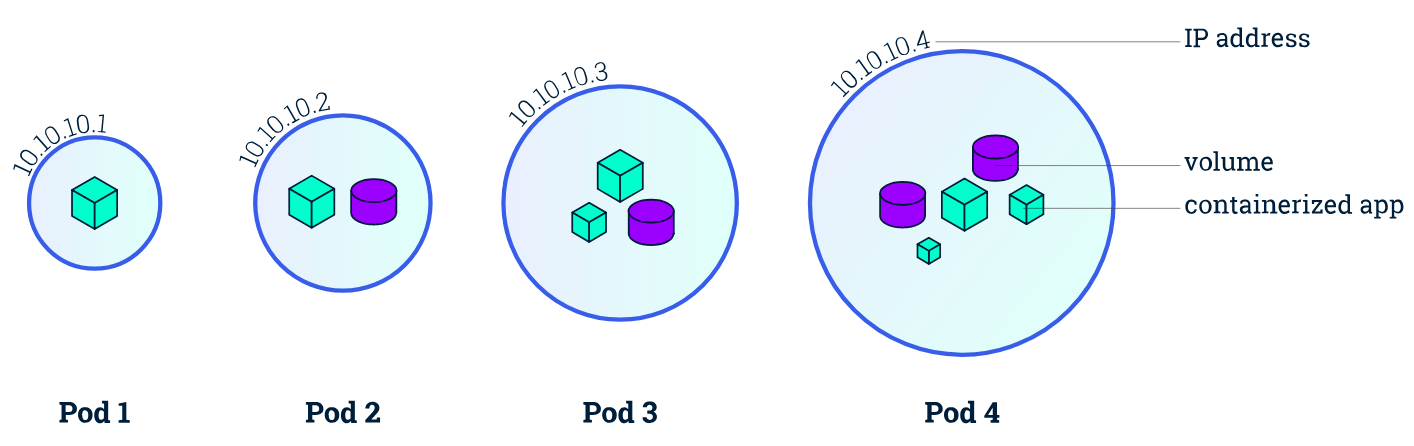 10.10.10.1
10.10.10.2
10.10.10.3
10.10.10.4
IP address
volume
containerized app
Pod 1
Pod 2
Pod 3
Pod 4